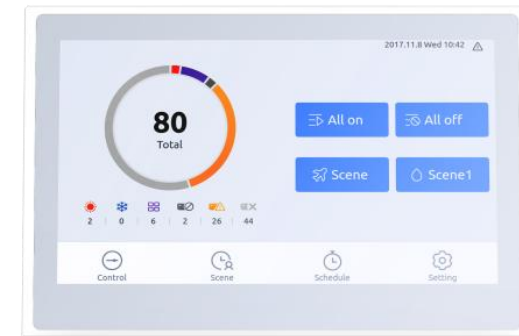 2017.11.8 Wed 10:42
80
Total
All on
All off
Scene
Scene1
2 0 6 2 26 44
Control
Scene
Schedule
Setting